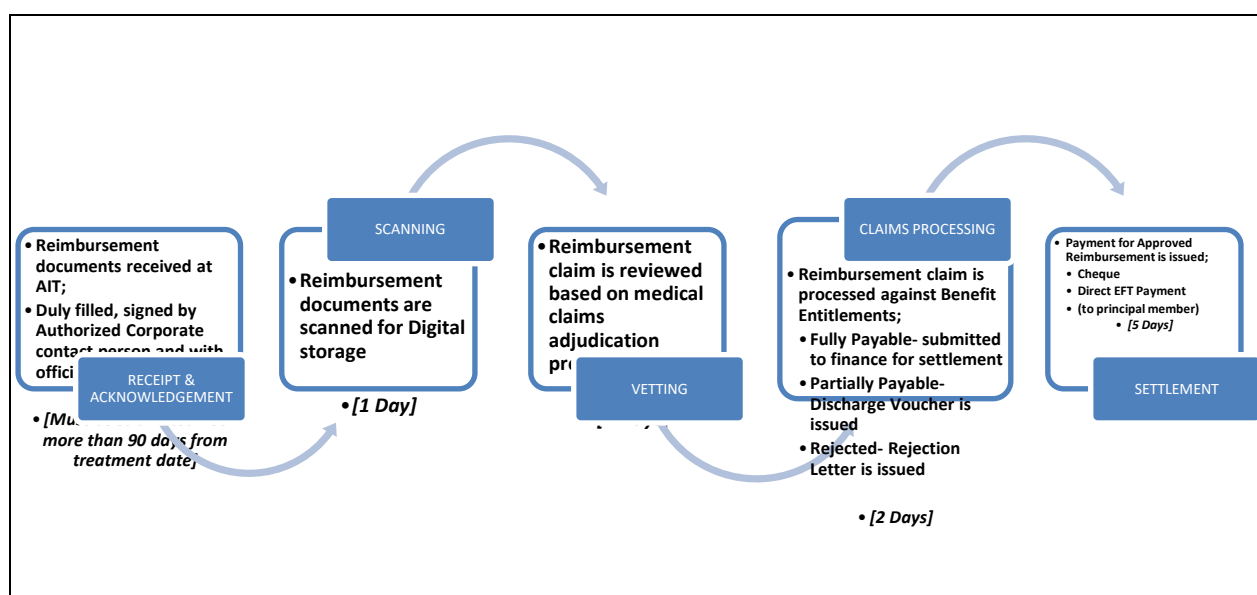 • Reimbursement
documents received at
AIT;
• Duly filled, signed by
Authorized Corporate
contact person and with
RECEIPT &
ACKNOWLEDGEMENT
more than 90 days from
treatment date]
SCANNING
• Reimbursement
documents are
scanned for Digital
storage
• [1 Day]
• Reimbursement
claim is reviewed
based on medical
claims
adjudication
VETTING
CLAIMS PROCESSING
• Reimbursement claim is
processed against Benefit
Entitlements;
• Fully Payable- submitted
to finance for settlement
• Partially Payable-
Discharge Voucher is
issued
• Rejected- Rejection
Letter is issued
• [2 Days]
• Payment for Approved
Reimbursement is issued;
• Cheque
• Direct EFT Payment
• (to principal member)
• [5 Days]
SETTLEMENT